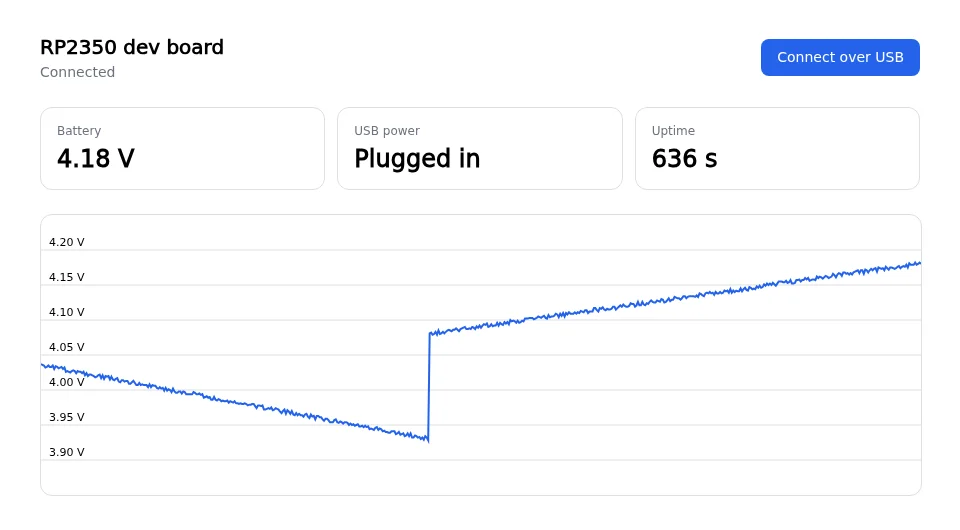 RP2350 dev board
Connected
Connect over USB
Battery
4.18 V
USB power
Plugged in
Uptime
636 s
4.20 V
4.15 V
4.10 V
4.05 V
4.00 V
3.95 V
3.90 V